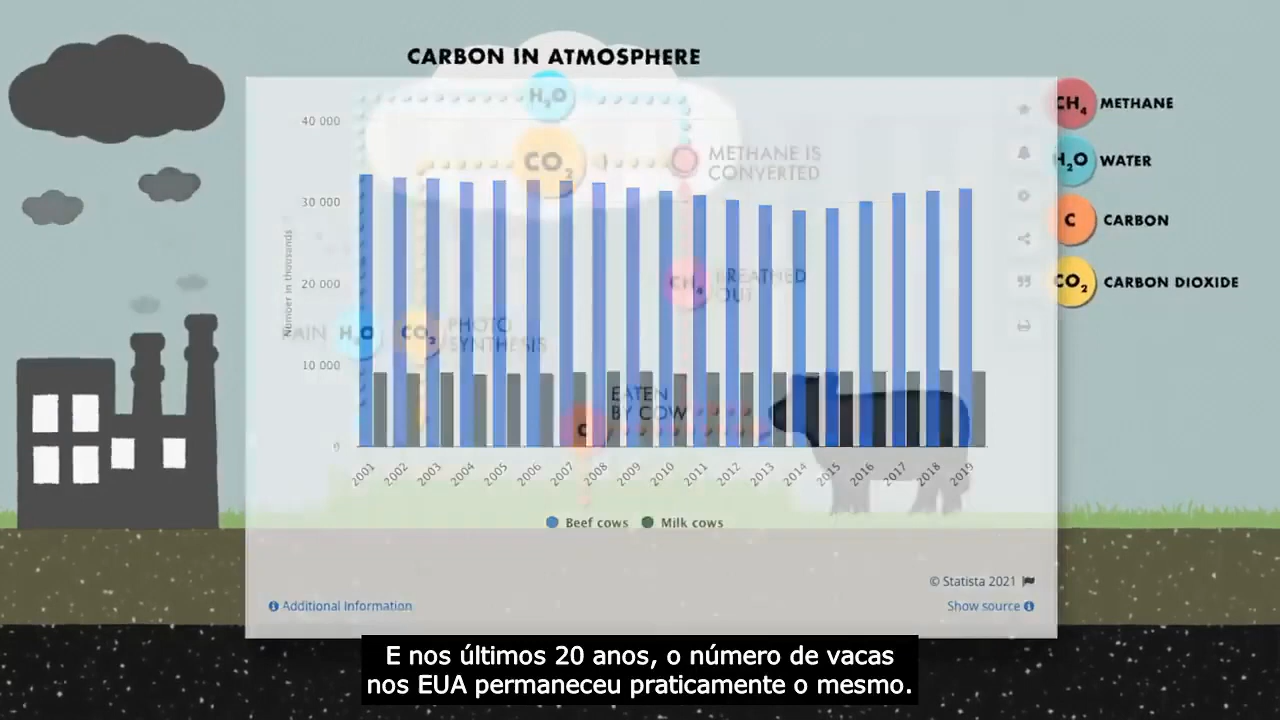 CARBON IN ATMOSPHERE
H2O
CH4 METHANE
40 000
CO2
METHANE IS
CONVERTED
H2O WATER
30 000
C CARBON
Number in thousands
20 000
CH4
BREATHED
OUT
CO2 CARBON DIOXIDE
RAIN H2O
CO2
PHOTO
SYNTHESIS
10 000
EATEN
BY COW
C
0
2001 2002 2003 2004 2005 2006 2007 2008 2009 2010 2011 2012 2013 2014 2015 2016 2017 2018 2019
Beef cows Milk cows
© Statista 2021
Additional Information
Show source
E nos últimos 20 anos, o número de vacas
nos EUA permaneceu praticamente o mesmo.